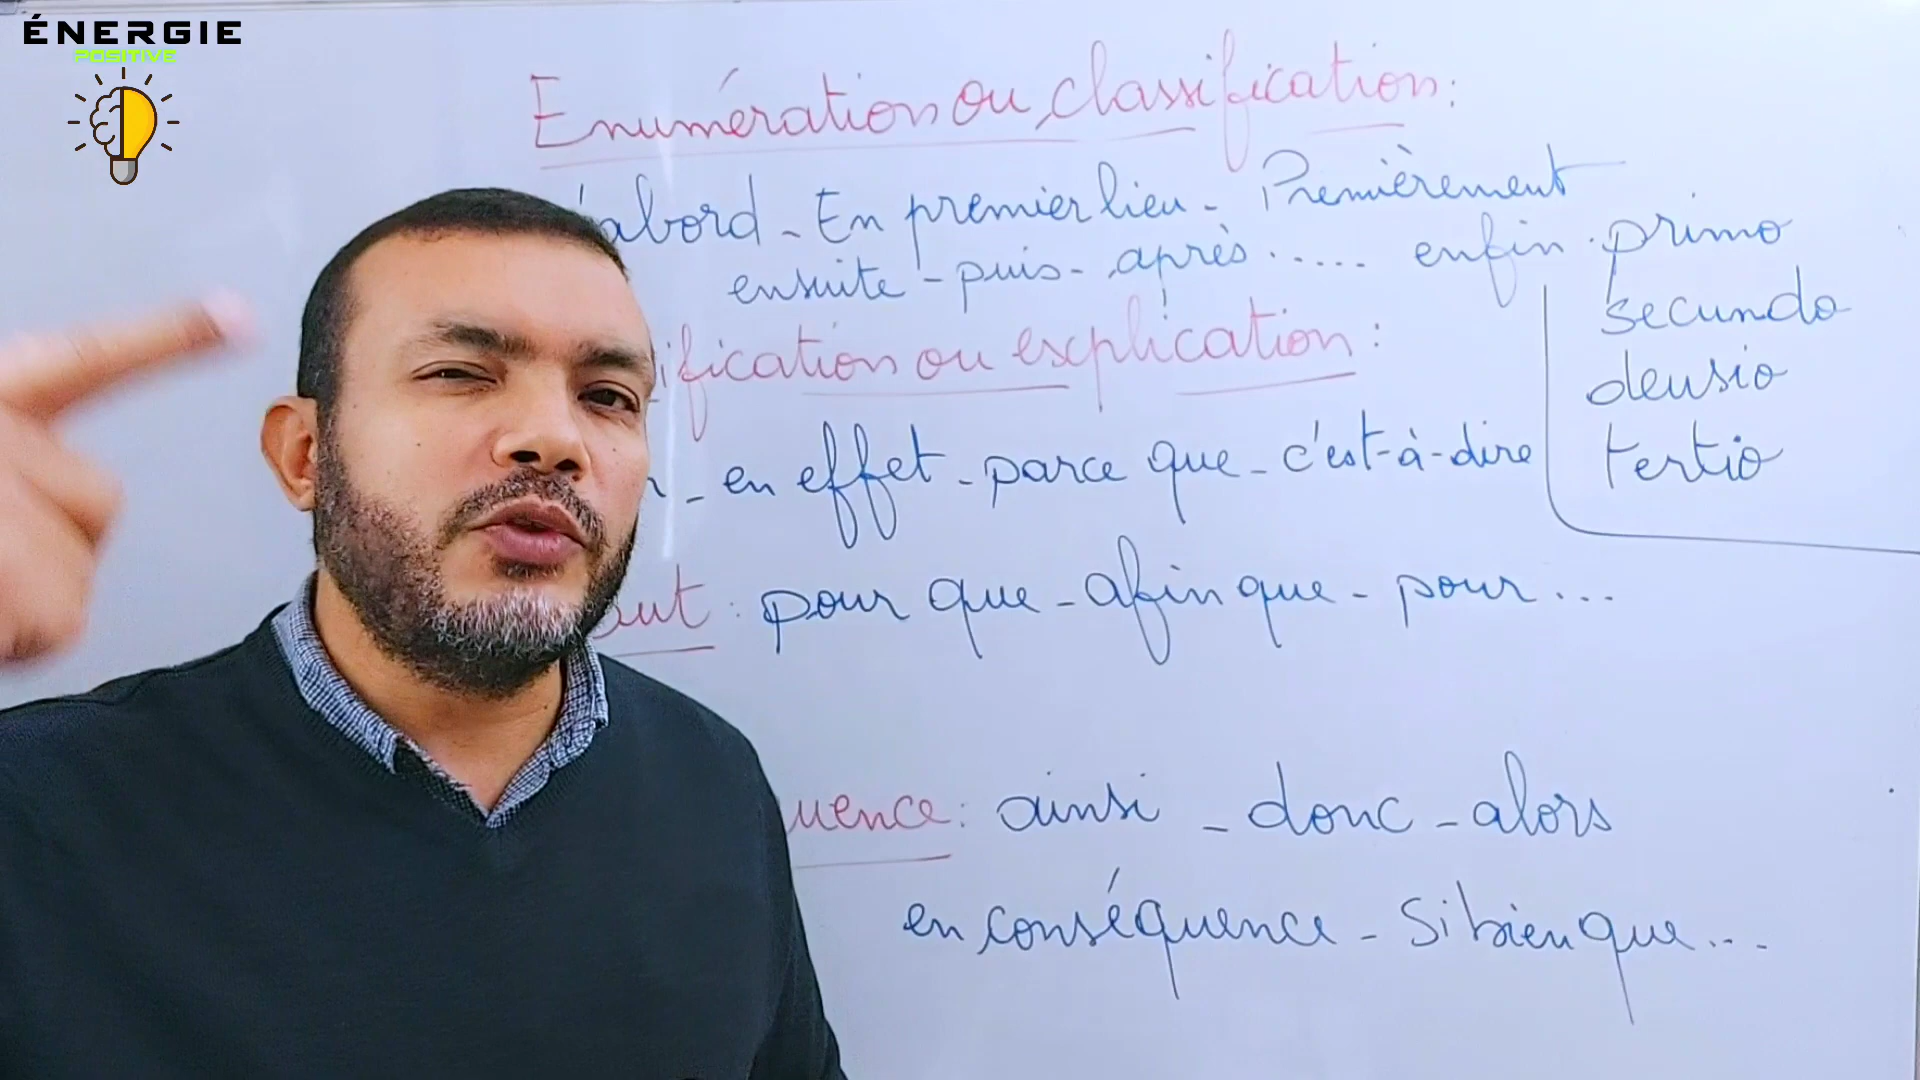 ÉNERGIE
POSITIVE
Enumération ou classification:
abord - En premier lieu - Premièrement
ensuite - puis - après ..... enfin . primo
secundo
deusio
tertio
ification ou explication :
- en effet - parce que - c'est-à-dire
but : pour que - afin que - pour ...
uence : ainsi - donc - alors
en conséquence - Si bien que ...